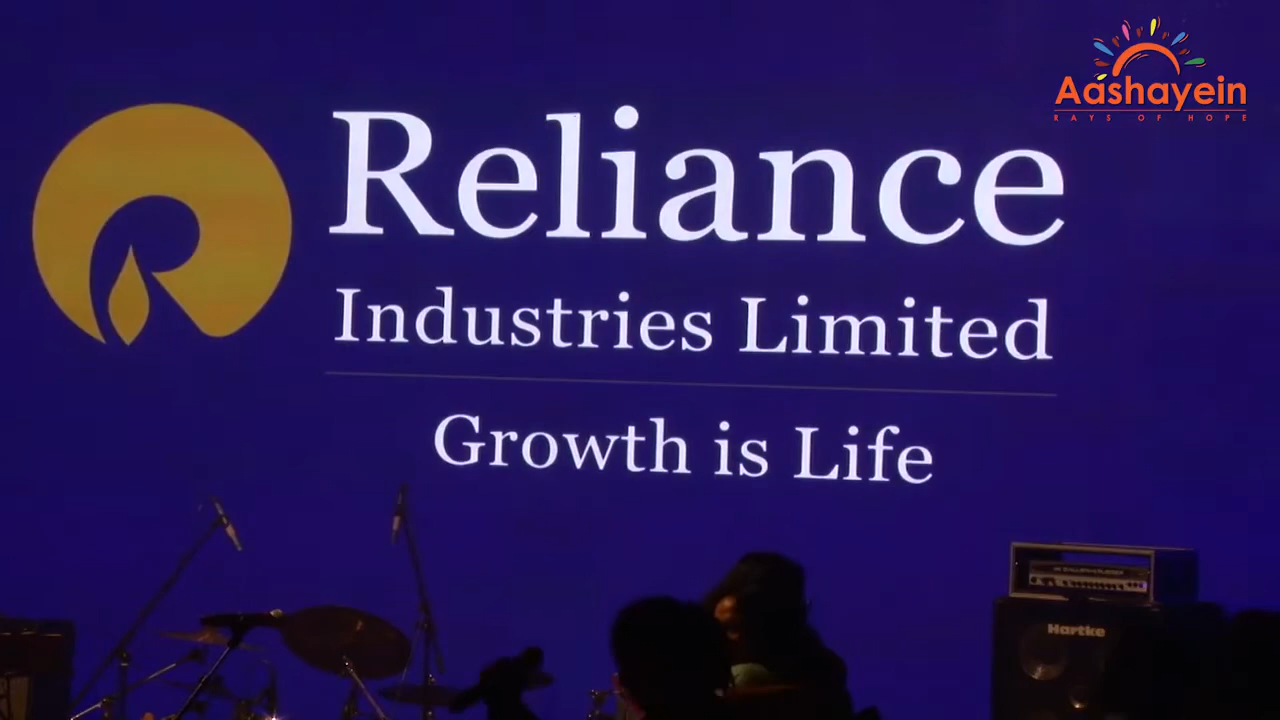 Aashayein
RAYS OF HOPE
Reliance
Industries Limited
Growth is Life
Hartke